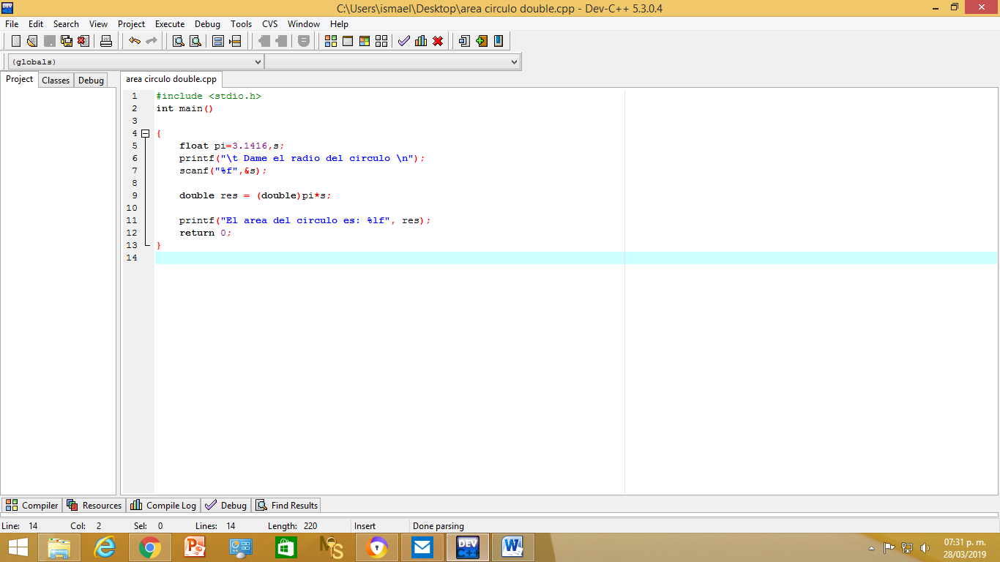 C:\Users\ismael\Desktop\area circulo double.cpp - Dev-C++ 5.3.0.4
File Edit Search View Project Execute Debug Tools CVS Window Help
(globals)
Project Classes Debug
area circulo double.cpp
1 #include <stdio.h>
2 int main()
3
4 {
5 float pi=3.1416,s;
6 printf("\t Dame el radio del circulo \n");
7 scanf("%f",&s);
8
9 double res = (double)pi*s;
10
11 printf("El area del circulo es: %lf", res);
12 return 0;
13 }
14
Compiler Resources Compile Log Debug Find Results
Line: 14 Col: 2 Sel: 0 Lines: 14 Length: 220 Insert Done parsing
DEV C++
07:31 p. m.
28/03/2019